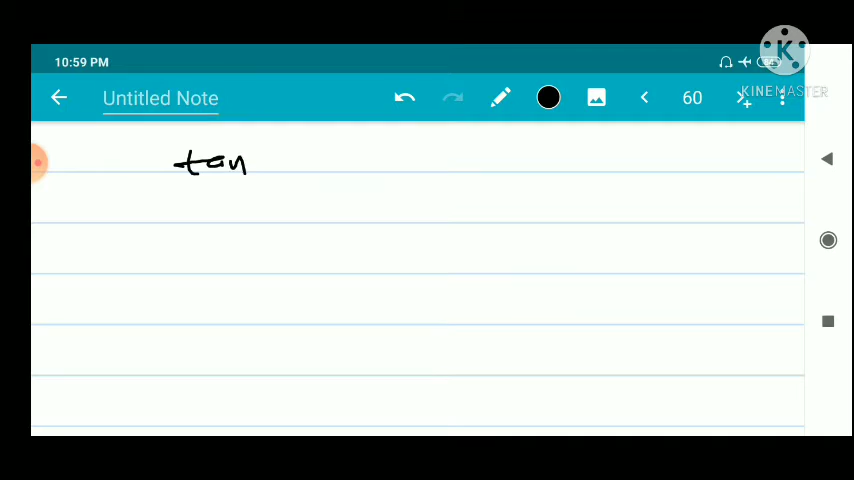 10:59 PM
KINEMASTER
Untitled Note
60
tan